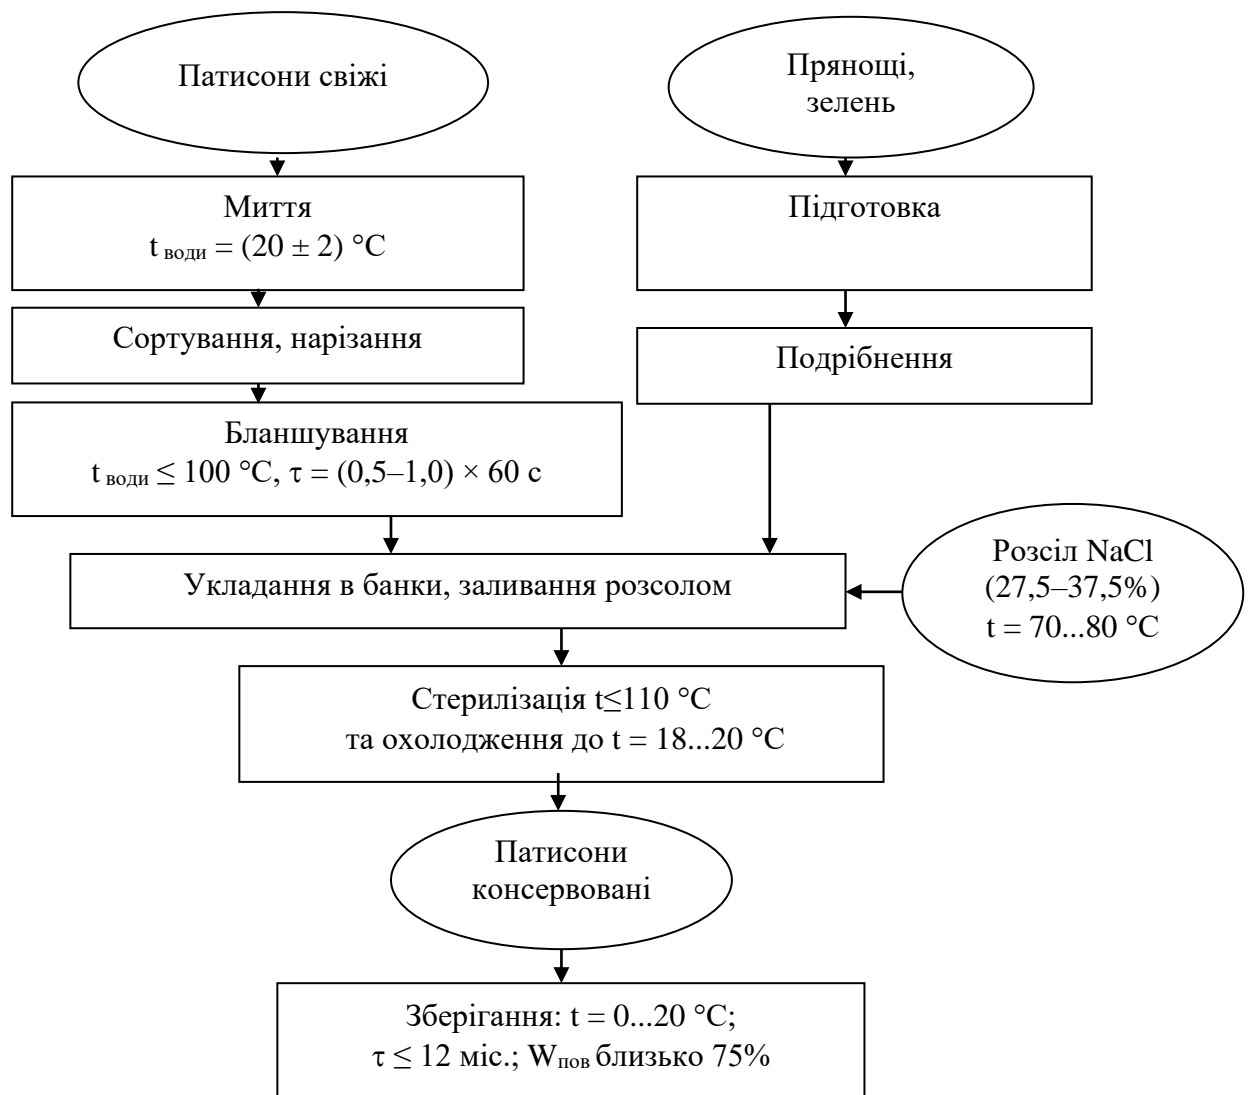 Патисони свіжі
Прянощі,
зелень
Миття
t води = (20 ± 2) °С
Підготовка
Сортування, нарізання
Подрібнення
Бланшування
t води ≤ 100 °С, τ = (0,5–1,0) × 60 с
Розсіл NaCl
(27,5–37,5%)
t = 70...80 °С
Укладання в банки, заливання розсолом
Стерилізація t≤110 °С
та охолодження до t = 18...20 °С
Патисони
консервовані
Зберігання: t = 0...20 °С;
τ ≤ 12 міс.; Wпов близько 75%